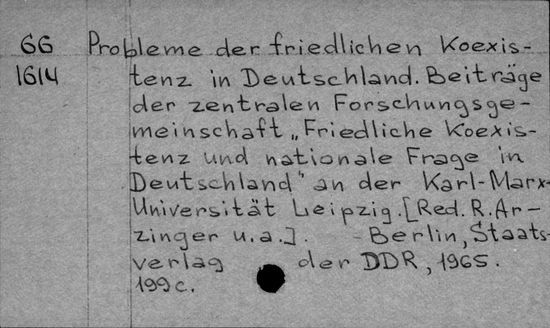 66 Probleme der friedlichen Koexis-
1614 tenz in Deutschland. Beiträge
der zentralen Forschungsge-
meinschaft „Friedliche Koexis-
tenz und nationale Frage in
Deutschland" an der Karl-Marx-
Universität Leipzig. [Red. R. Ar-
zinger u.a.]. - Berlin, Staats-
verlag der DDR, 1965.
199 c.